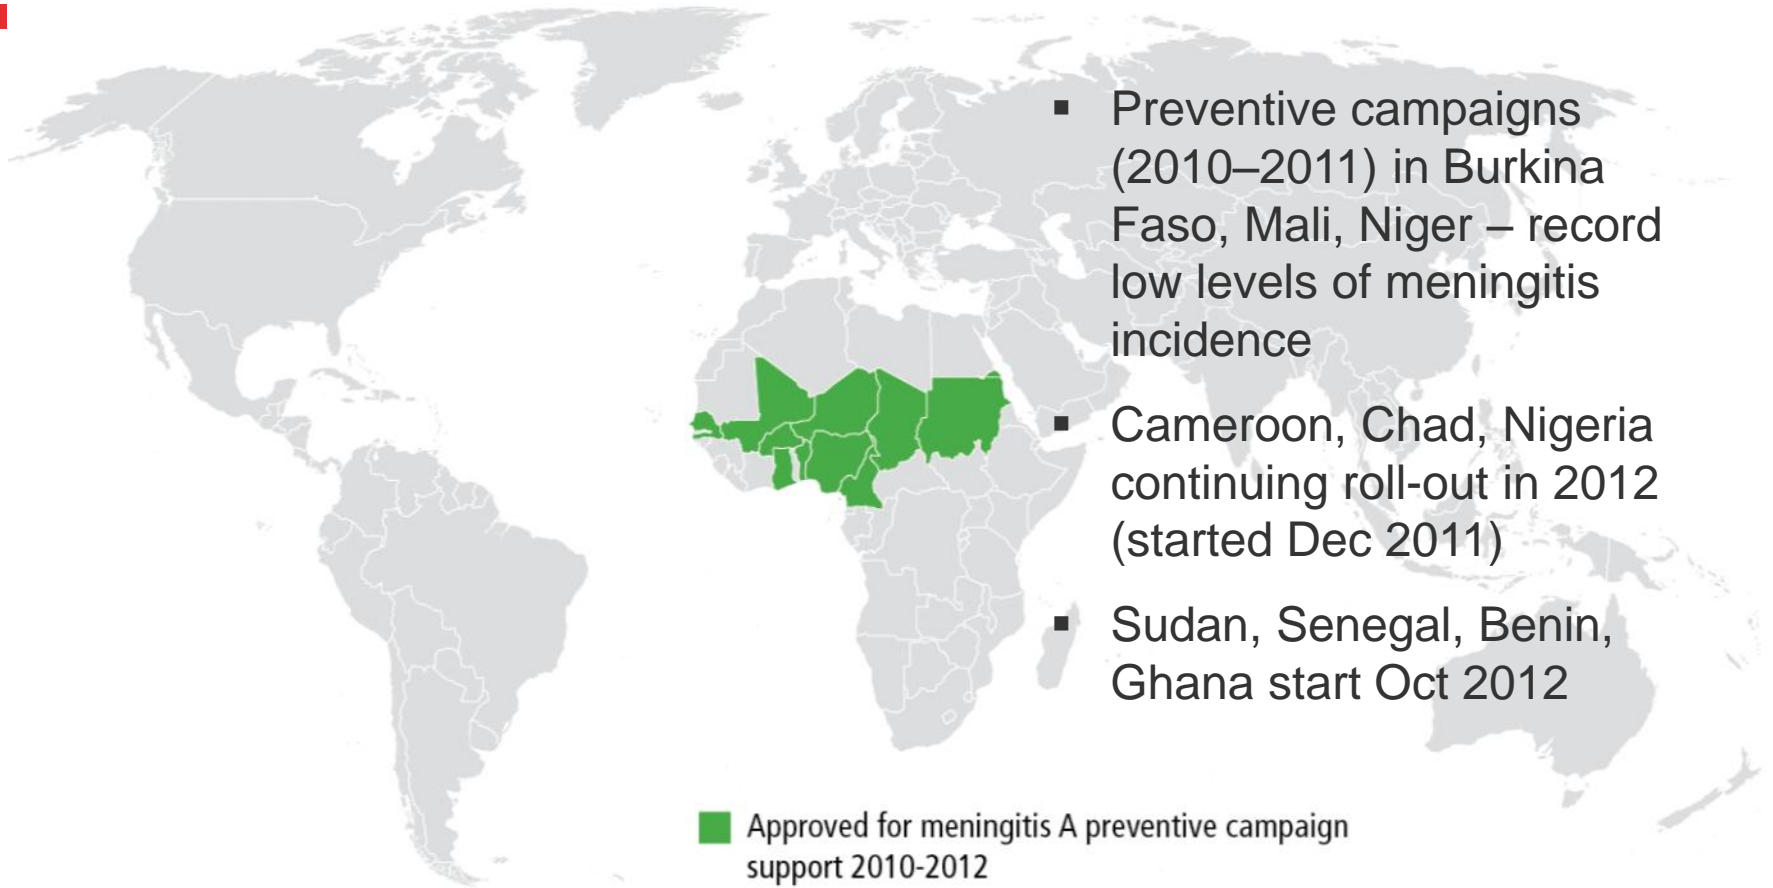 ▪ Preventive campaigns
(2010–2011) in Burkina
Faso, Mali, Niger – record
low levels of meningitis
incidence
▪ Cameroon, Chad, Nigeria
continuing roll-out in 2012
(started Dec 2011)
▪ Sudan, Senegal, Benin,
Ghana start Oct 2012
Approved for meningitis A preventive campaign
support 2010-2012